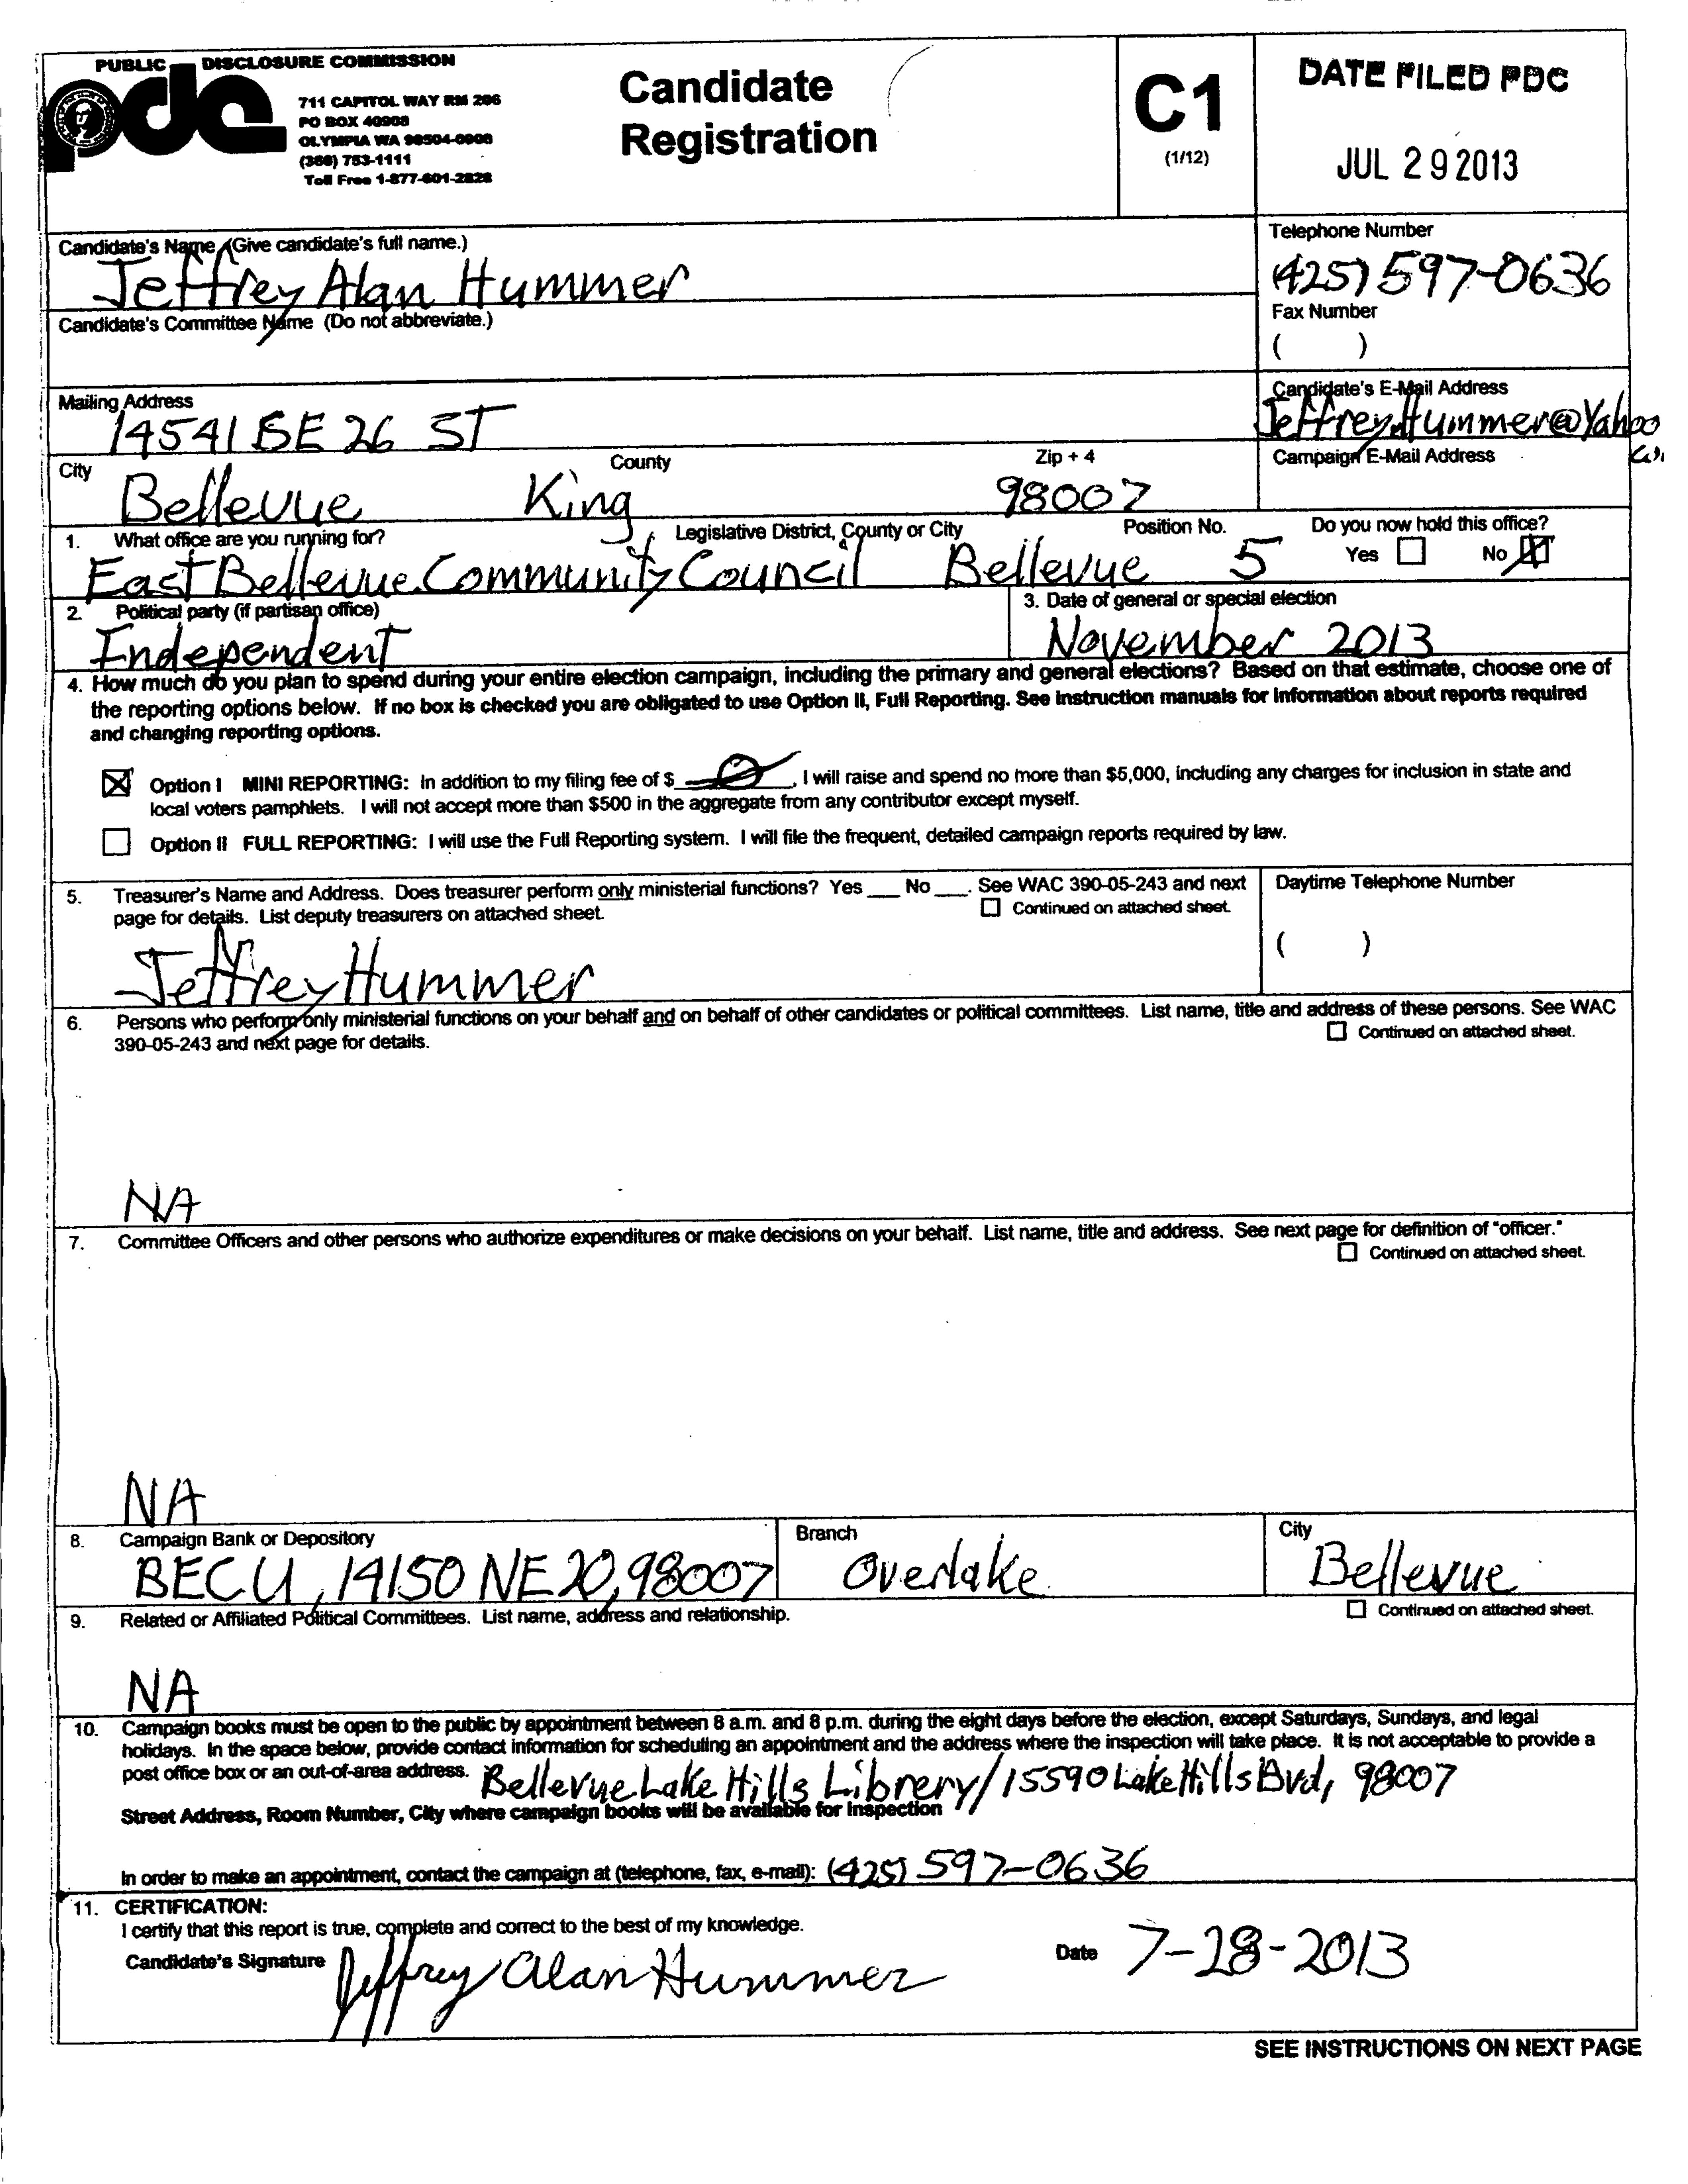 PUBLIC DISCLOSURE COMMISSION
pdc
711 CAPITOL WAY RM 206
PO BOX 40908
OLYMPIA WA 98504-0908
(360) 753-1111
Toll Free 1-877-601-2828
Candidate
Registration
C1
(1/12)
DATE FILED PDC
JUL 29 2013
Candidate's Name (Give candidate's full name.)
Jeffrey Alan Hummer
Telephone Number
(425) 597-0636
Candidate's Committee Name (Do not abbreviate.)
Fax Number
( )
Mailing Address
14541 SE 26 ST
Candidate's E-Mail Address
JeffreyHummer@Yahoo
City
Bellevue
County
King
Zip + 4
98007
Campaign E-Mail Address
1. What office are you running for?
East Bellevue Community Council
Legislative District, County or City
Bellevue
Position No.
5
Do you now hold this office?
Yes No
2. Political party (if partisan office)
Independent
3. Date of general or special election
November 2013
4. How much do you plan to spend during your entire election campaign, including the primary and general elections? Based on that estimate, choose one of
the reporting options below. If no box is checked you are obligated to use Option II, Full Reporting. See instruction manuals for information about reports required
and changing reporting options.
Option I MINI REPORTING: In addition to my filing fee of $ 0, I will raise and spend no more than $5,000, including any charges for inclusion in state and
local voters pamphlets. I will not accept more than $500 in the aggregate from any contributor except myself.
Option II FULL REPORTING: I will use the Full Reporting system. I will file the frequent, detailed campaign reports required by law.
5. Treasurer's Name and Address. Does treasurer perform only ministerial functions? Yes ___ No ___. See WAC 390-05-243 and next
page for details. List deputy treasurers on attached sheet. Continued on attached sheet.
Jeffrey Hummer
Daytime Telephone Number
( )
6. Persons who perform only ministerial functions on your behalf and on behalf of other candidates or political committees. List name, title and address of these persons. See WAC
390-05-243 and next page for details. Continued on attached sheet.
NA
7. Committee Officers and other persons who authorize expenditures or make decisions on your behalf. List name, title and address. See next page for definition of "officer."
Continued on attached sheet.
NA
8. Campaign Bank or Depository
BECU, 14150 NE 20, 98007
Branch
Overlake
City
Bellevue
9. Related or Affiliated Political Committees. List name, address and relationship. Continued on attached sheet.
NA
10. Campaign books must be open to the public by appointment between 8 a.m. and 8 p.m. during the eight days before the election, except Saturdays, Sundays, and legal
holidays. In the space below, provide contact information for scheduling an appointment and the address where the inspection will take place. It is not acceptable to provide a
post office box or an out-of-area address. Bellevue Lake Hills Librery/15590 Lake Hills Bvd, 98007
Street Address, Room Number, City where campaign books will be available for inspection
In order to make an appointment, contact the campaign at (telephone, fax, e-mail): (425) 597-0636
11. CERTIFICATION:
I certify that this report is true, complete and correct to the best of my knowledge.
Candidate's Signature Jeffrey Alan Hummer
Date 7-28-2013
SEE INSTRUCTIONS ON NEXT PAGE